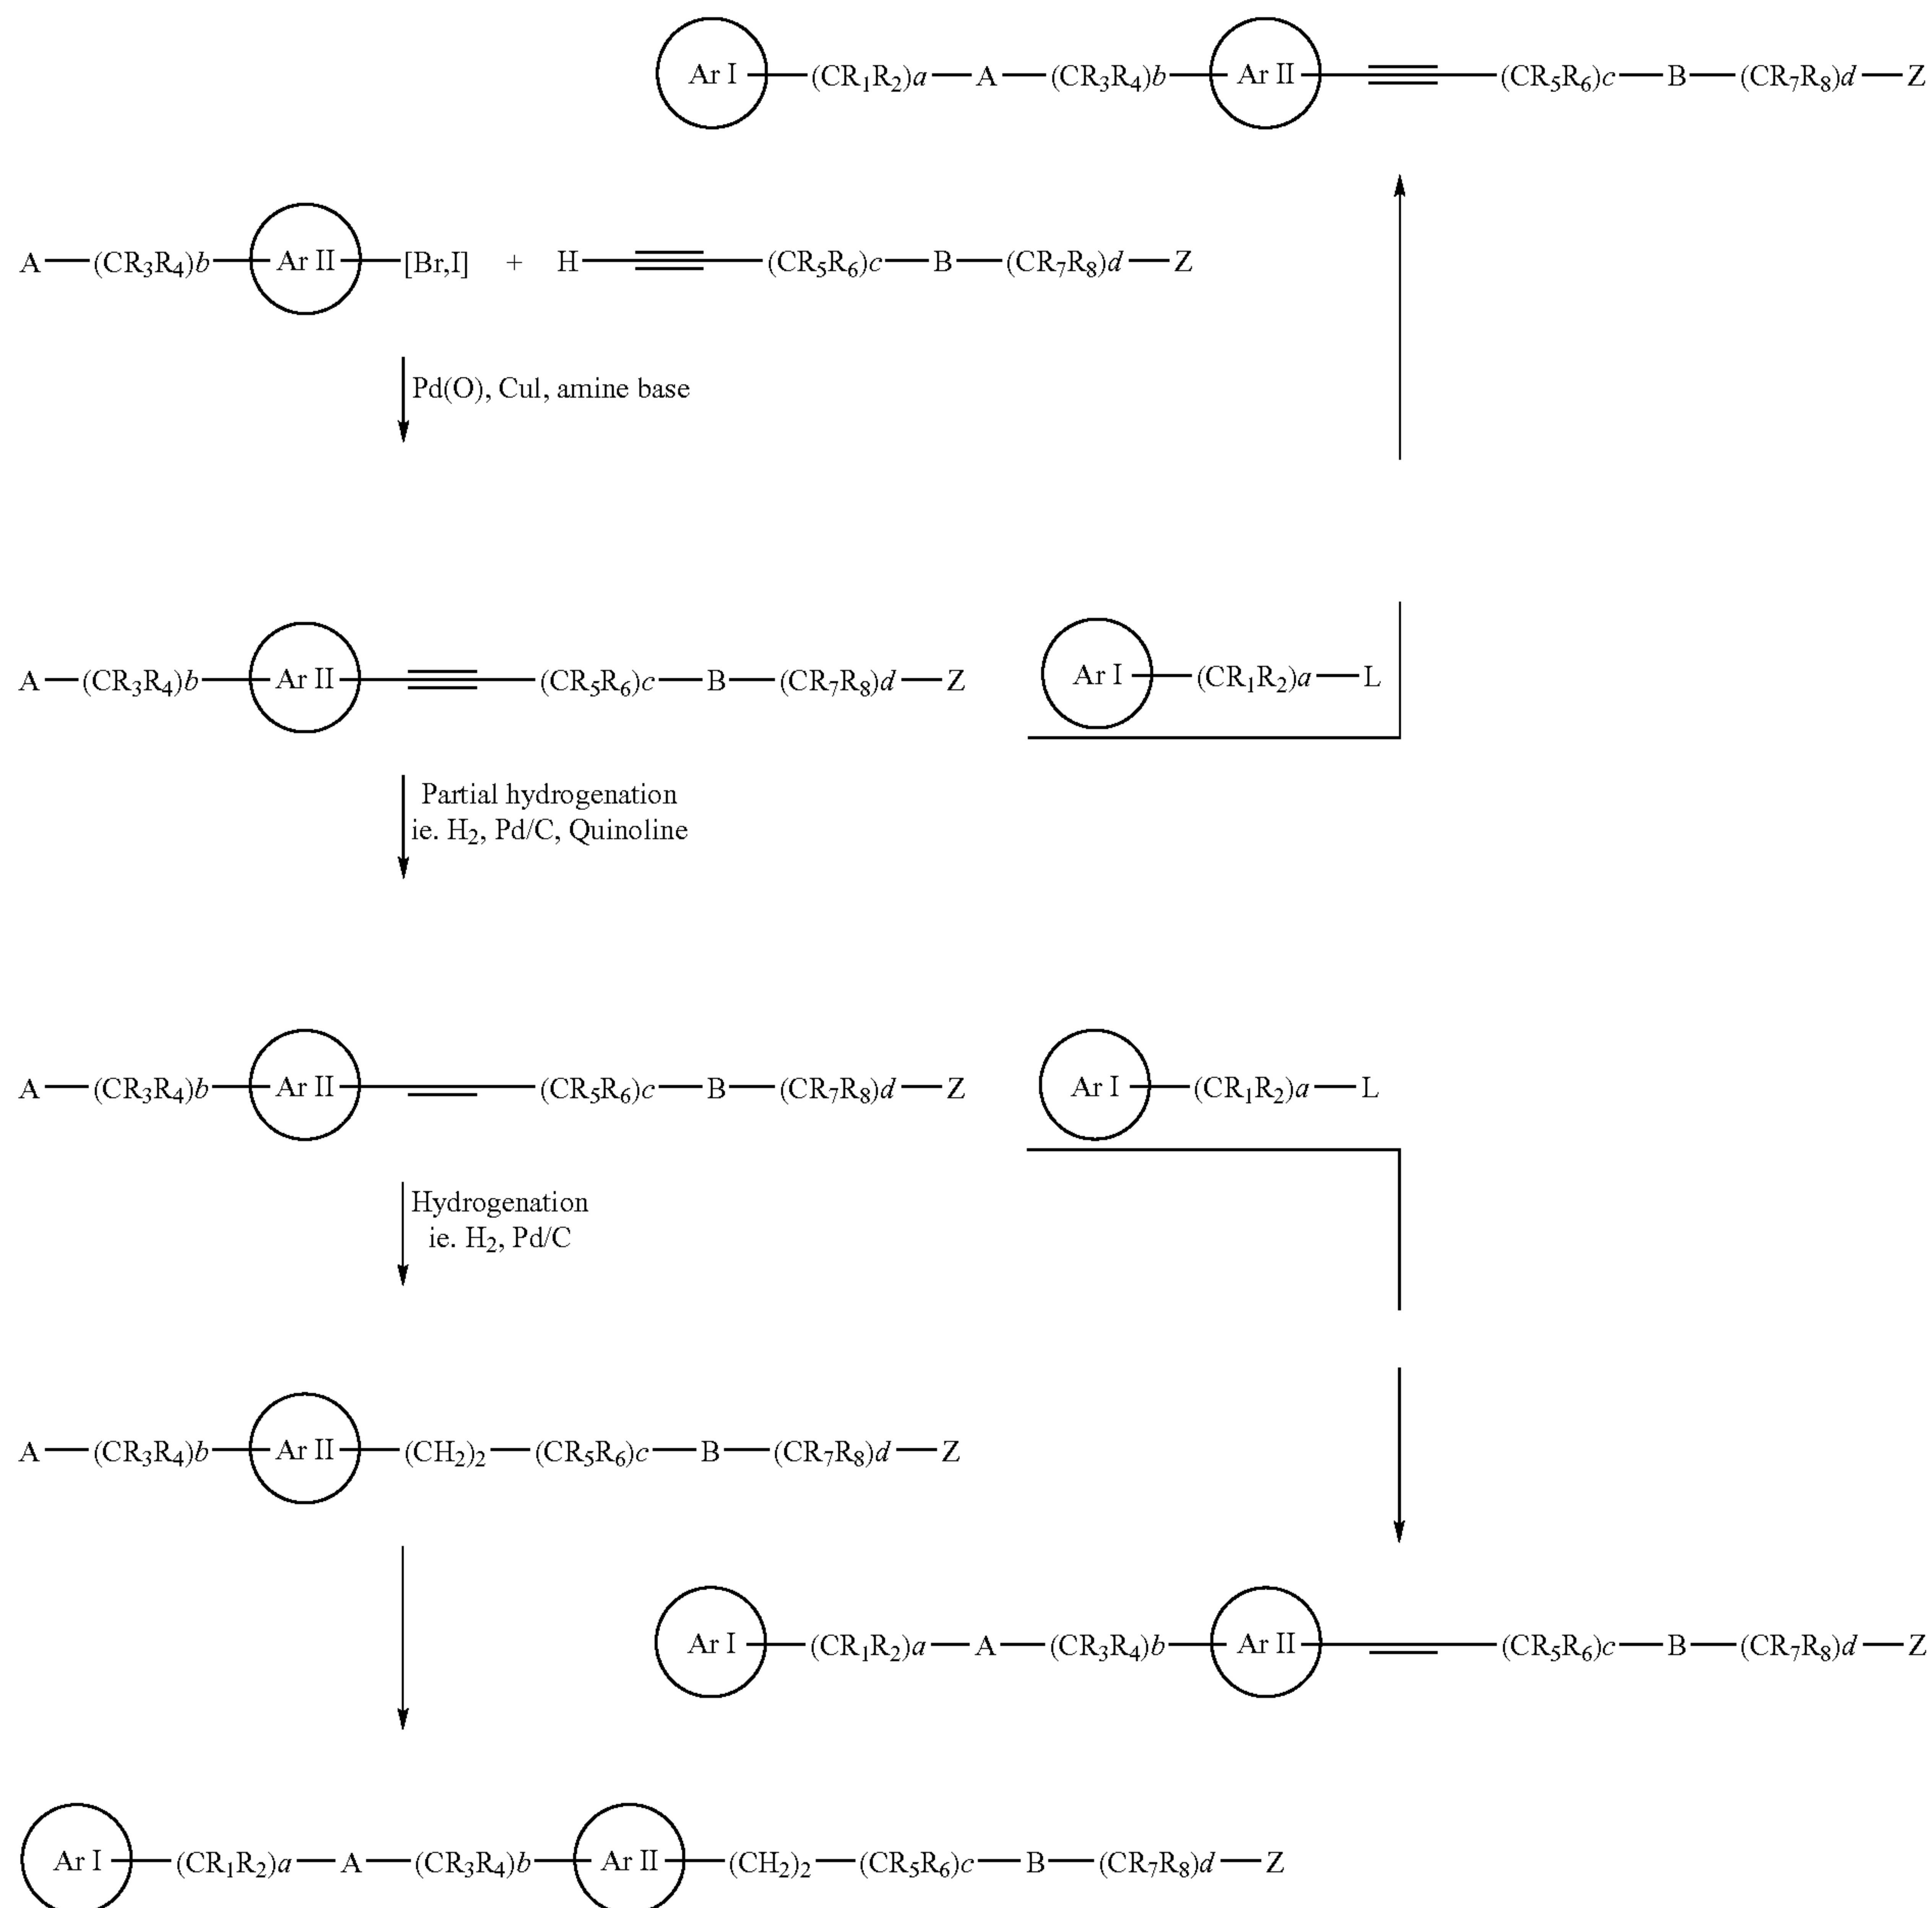 Ar I—(CR₁R₂)a—A—(CR₃R₄)b—Ar II—≡—(CR₅R₆)c—B—(CR₇R₈)d—Z
A—(CR₃R₄)b—Ar II—[Br,I] + H—≡—(CR₅R₆)c—B—(CR₇R₈)d—Z
Pd(O), CuI, amine base
A—(CR₃R₄)b—Ar II—≡—(CR₅R₆)c—B—(CR₇R₈)d—Z
Ar I—(CR₁R₂)a—L
Partial hydrogenation
ie. H₂, Pd/C, Quinoline
A—(CR₃R₄)b—Ar II—=—(CR₅R₆)c—B—(CR₇R₈)d—Z
Ar I—(CR₁R₂)a—L
Hydrogenation
ie. H₂, Pd/C
A—(CR₃R₄)b—Ar II—(CH₂)₂—(CR₅R₆)c—B—(CR₇R₈)d—Z
Ar I—(CR₁R₂)a—A—(CR₃R₄)b—Ar II—=—(CR₅R₆)c—B—(CR₇R₈)d—Z
Ar I—(CR₁R₂)a—A—(CR₃R₄)b—Ar II—(CH₂)₂—(CR₅R₆)c—B—(CR₇R₈)d—Z